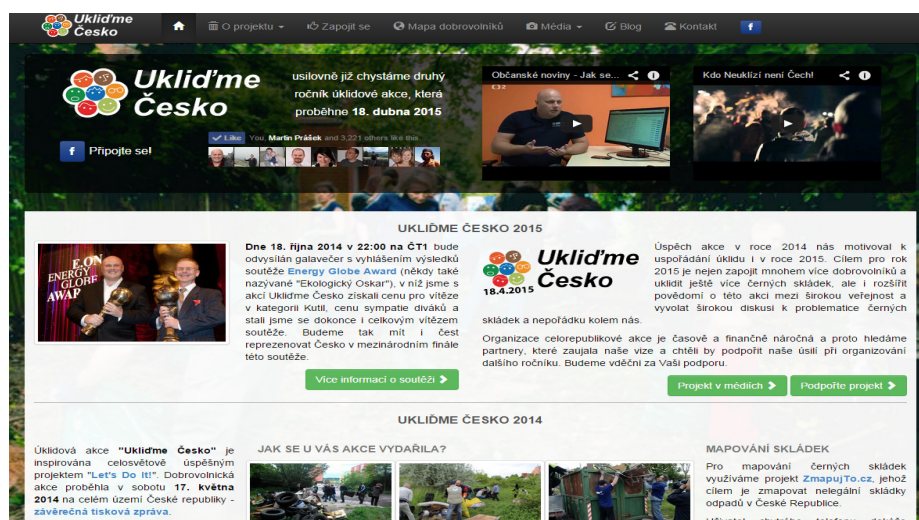 Ukliďme
Česko
O projektu
Zapojit se
Mapa dobrovolníků
Média
Blog
Kontakt
f
Ukliďme
Česko
usilovně již chystáme druhý
ročník úklidové akce, která
proběhne 18. dubna 2015
f Připojte se!
Like You, Martin Prášek and 3,221 others like this.
Občanské noviny - Jak se...
Kdo Neuklízí není Čech!
UKLIĎME ČESKO 2015
E.ON
ENERGY
GLOBE
AWAR
Dne 18. října 2014 v 22:00 na ČT1 bude
odvysílán galavečer s vyhlášením výsledků
soutěže Energy Globe Award (někdy také
nazývané "Ekologický Oskar"), v níž jsme s
akcí Ukliďme Česko získali cenu pro vítěze
v kategorii Kutil, cenu sympatie diváků a
stali jsme se dokonce i celkovým vítězem
soutěže. Budeme tak mít i čest
reprezenovat Česko v mezinárodním finále
této soutěže.
Více informací o soutěži
Ukliďme
Česko
18.4.2015
Úspěch akce v roce 2014 nás motivoval k
uspořádání úklidu i v roce 2015. Cílem pro rok
2015 je nejen zapojit mnohem více dobrovolníků a
uklidit ještě více černých skládek, ale i rozšířit
povědomí o této akci mezi širokou veřejnost a
vyvolat širokou diskusi k problematice černých
skládek a nepořádku kolem nás.
Organizace celorepublikové akce je časově a finančně náročná a proto hledáme
partnery, které zaujala naše vize a chtěli by podpořit naše úsilí při organizování
dalšího ročníku. Budeme vděčni za Vaši podporu.
Projekt v médiích
Podpořte projekt
UKLIĎME ČESKO 2014
Úklidová akce "Ukliďme Česko" je
inspirována celosvětově úspěšným
projektem "Let's Do It!". Dobrovolnická
akce proběhla v sobotu 17. května
2014 na celém území České republiky -
závěrečná tisková zpráva.
JAK SE U VÁS AKCE VYDAŘILA?
MAPOVÁNÍ SKLÁDEK
Pro mapování černých skládek
využíváme projekt ZmapujTo.cz, jehož
cílem je zmapovat nelegální skládky
odpadů v České Republice.